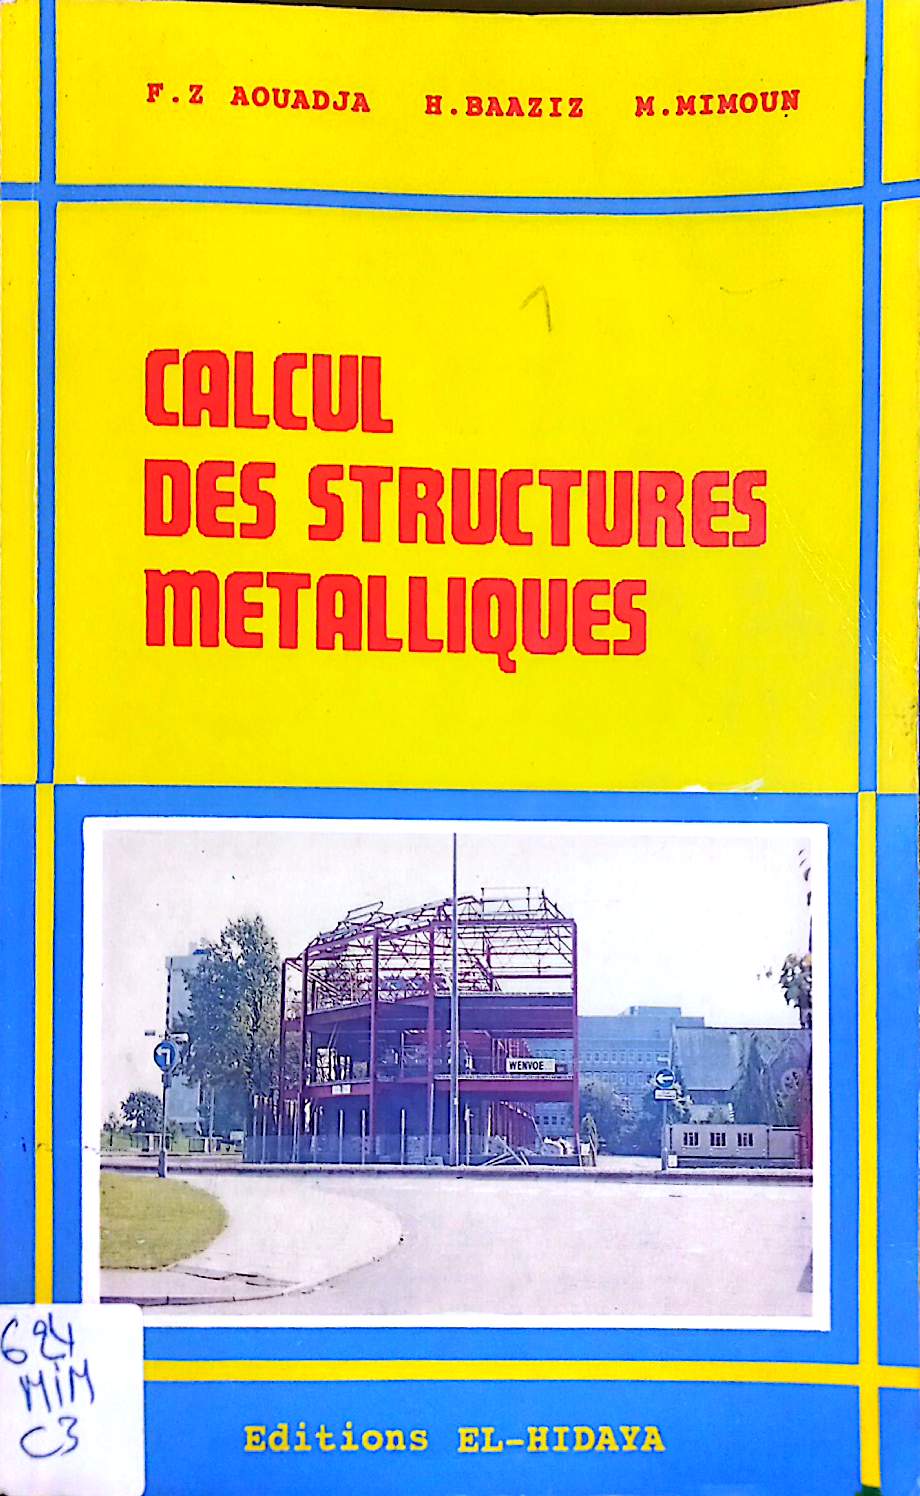 F.Z AOUADJA H.BAAZIZ M.MIMOUN
CALCUL
DES STRUCTURES
METALLIQUES
WENVOE
624
MiM
C3
Editions EL-HIDAYA